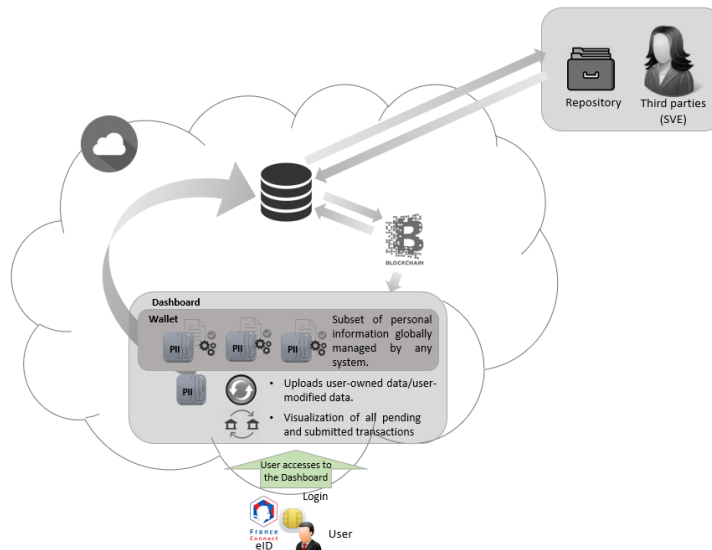 Repository
Third parties
(SVE)
BLOCKCHAIN
Dashboard
Wallet
PII
PII
PII
Subset of personal
information globally
managed by any
system.
PII
• Uploads user-owned data/user-
modified data.
• Visualization of all pending
and submitted transactions
User accesses to
the Dashboard
Login
France
Connect
eID
User